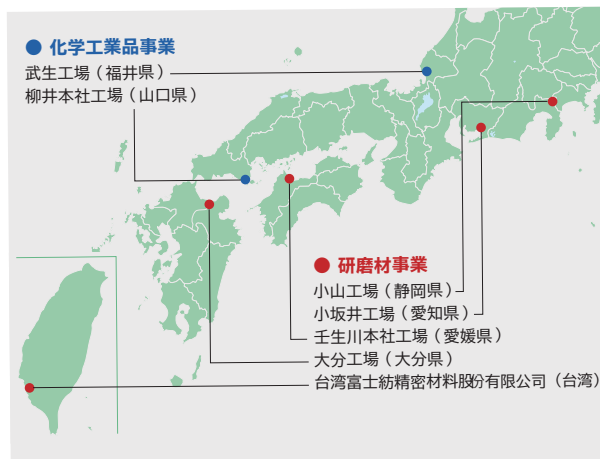 化学工業品事業
武生工場（福井県）
柳井本社工場（山口県）
研磨材事業
小山工場（静岡県）
小坂井工場（愛知県）
壬生川本社工場（愛媛県）
大分工場（大分県）
台湾富士紡精密材料股份有限公司（台湾）